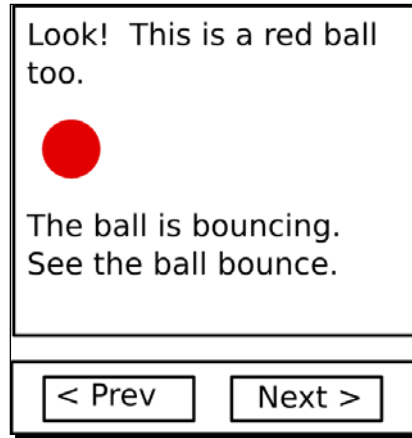 Look!  This is a red ball
too.
The ball is bouncing.
See the ball bounce.
< Prev
Next >